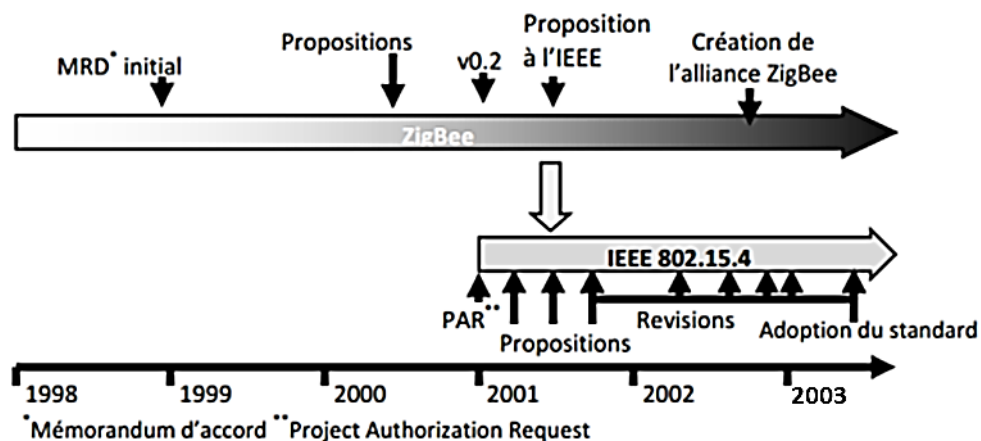 MRD* initial
Propositions
v0.2
Proposition
à l'IEEE
Création de
l'alliance ZigBee
ZigBee
IEEE 802.15.4
PAR**
Propositions
Revisions
Adoption du standard
1998 1999 2000 2001 2002 2003
*Mémorandum d'accord **Project Authorization Request